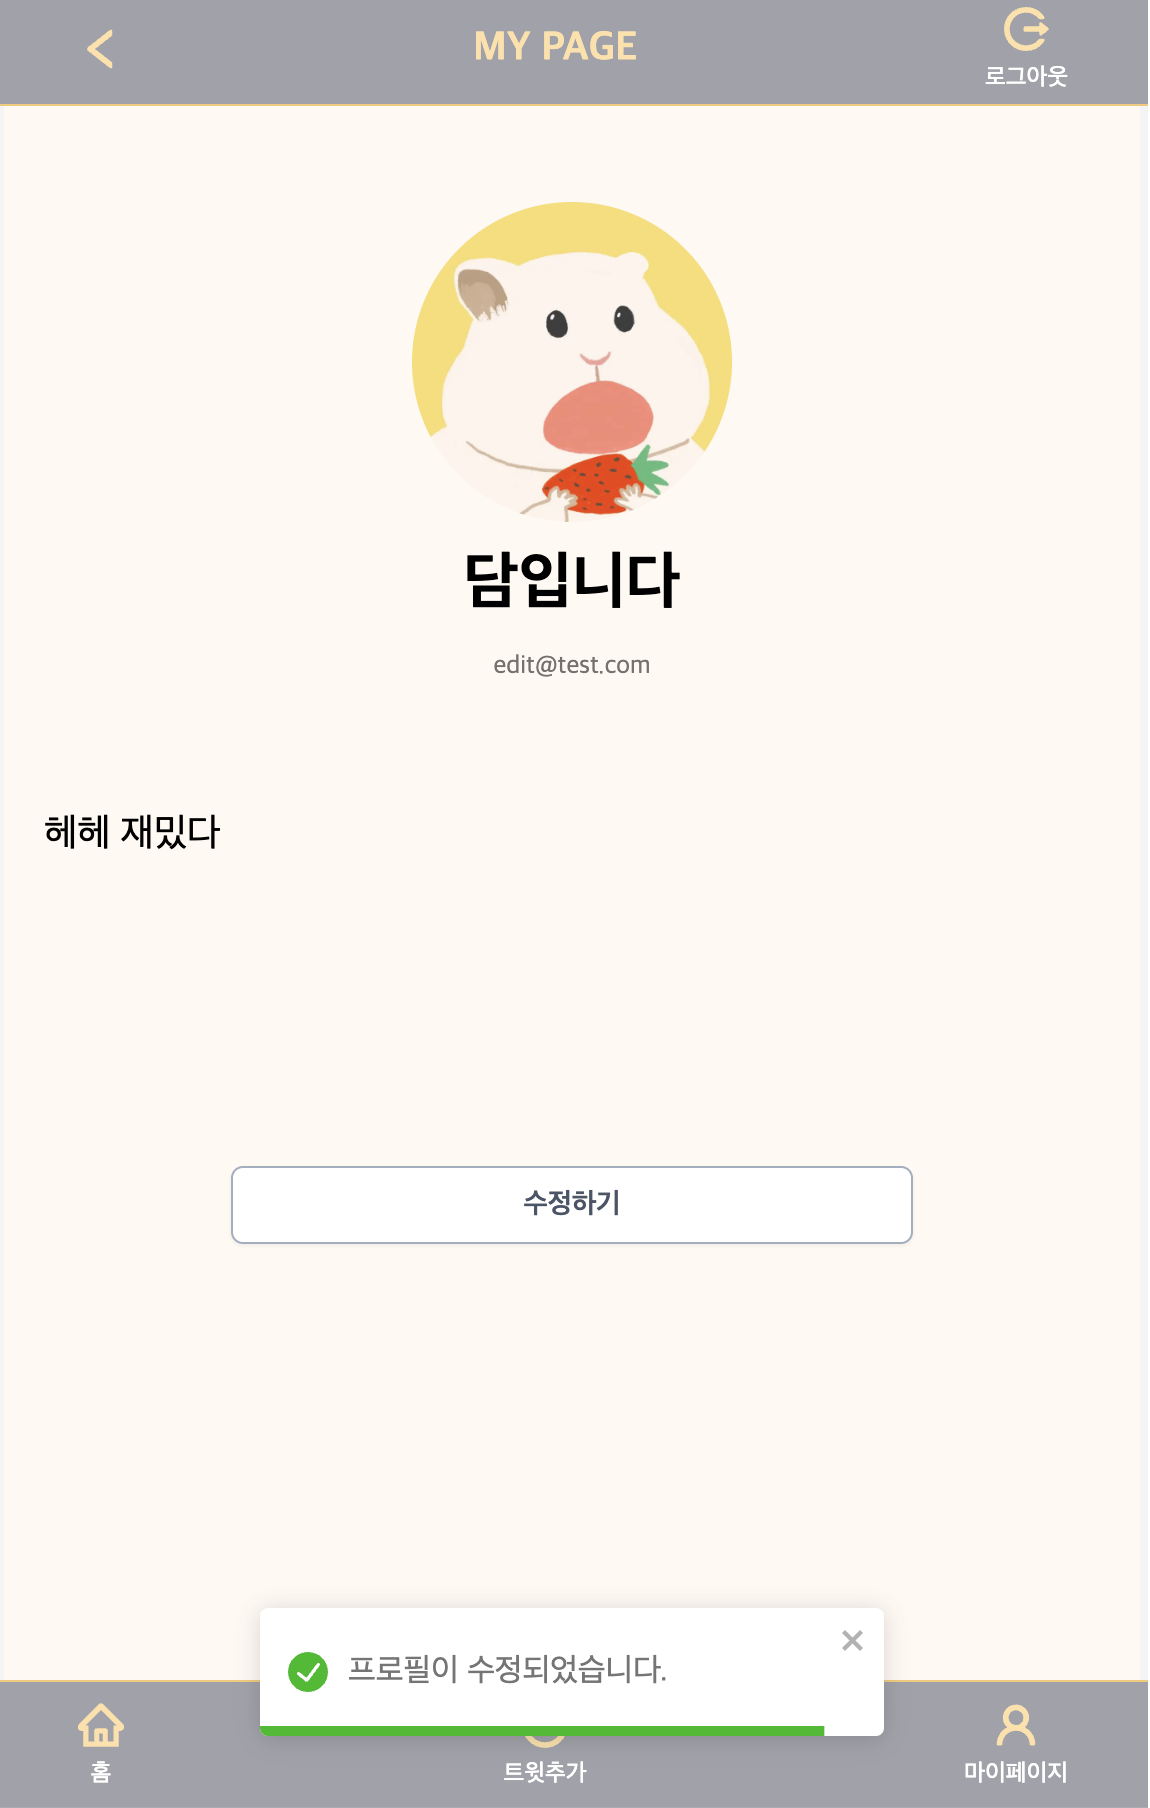 MY PAGE
로그아웃
담입니다
edit@test.com
헤헤 재밌다
수정하기
프로필이 수정되었습니다.
홈
트윗추가
마이페이지